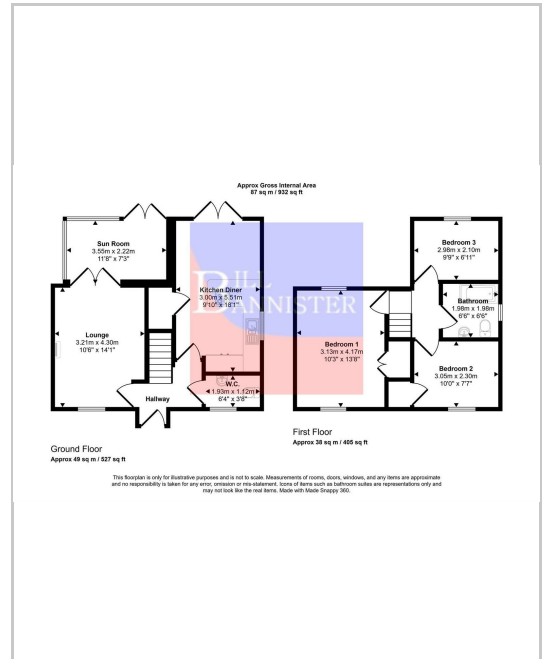 Approx Gross Internal Area
87 sq m / 932 sq ft
Sun Room
3.55m x 2.22m
11'8" x 7'3"
Kitchen Diner
3.00m x 5.51m
9'10" x 18'1"
Lounge
3.21m x 4.30m
10'6" x 14'1"
W.C.
1.93m x 1.12m
6'4" x 3'8"
Hallway
BILL
BANNISTER
Bedroom 3
2.98m x 2.10m
9'9" x 6'11"
Bathroom
1.98m x 1.98m
6'6" x 6'6"
Bedroom 1
3.13m x 4.17m
10'3" x 13'8"
Bedroom 2
3.05m x 2.30m
10'0" x 7'7"
Ground Floor
Approx 49 sq m / 527 sq ft
First Floor
Approx 38 sq m / 405 sq ft
This floorplan is only for illustrative purposes and is not to scale. Measurements of rooms, doors, windows, and any items are approximate
and no responsibility is taken for any error, omission or mis-statement. Icons of items such as bathroom suites are representations only and
may not look like the real items. Made with Made Snappy 360.